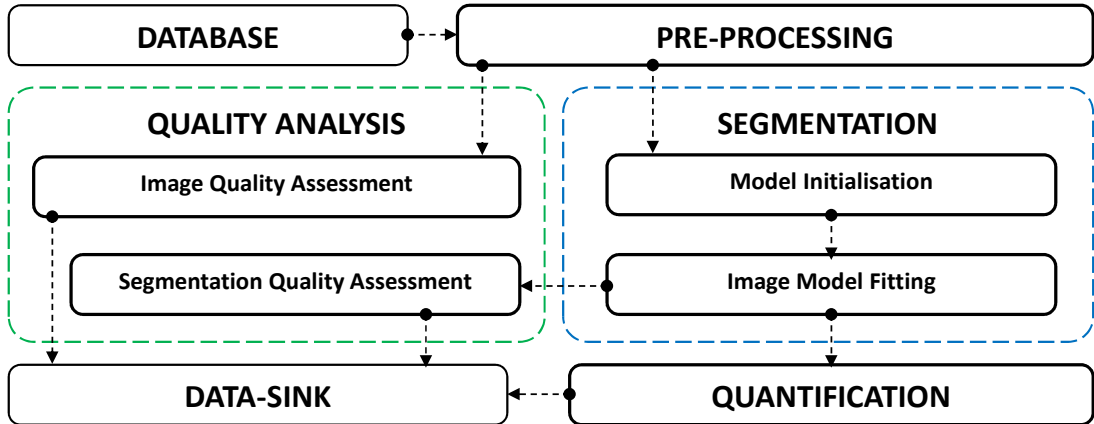 DATABASE
PRE-PROCESSING
QUALITY ANALYSIS
Image Quality Assessment
Segmentation Quality Assessment
SEGMENTATION
Model Initialisation
Image Model Fitting
DATA-SINK
QUANTIFICATION